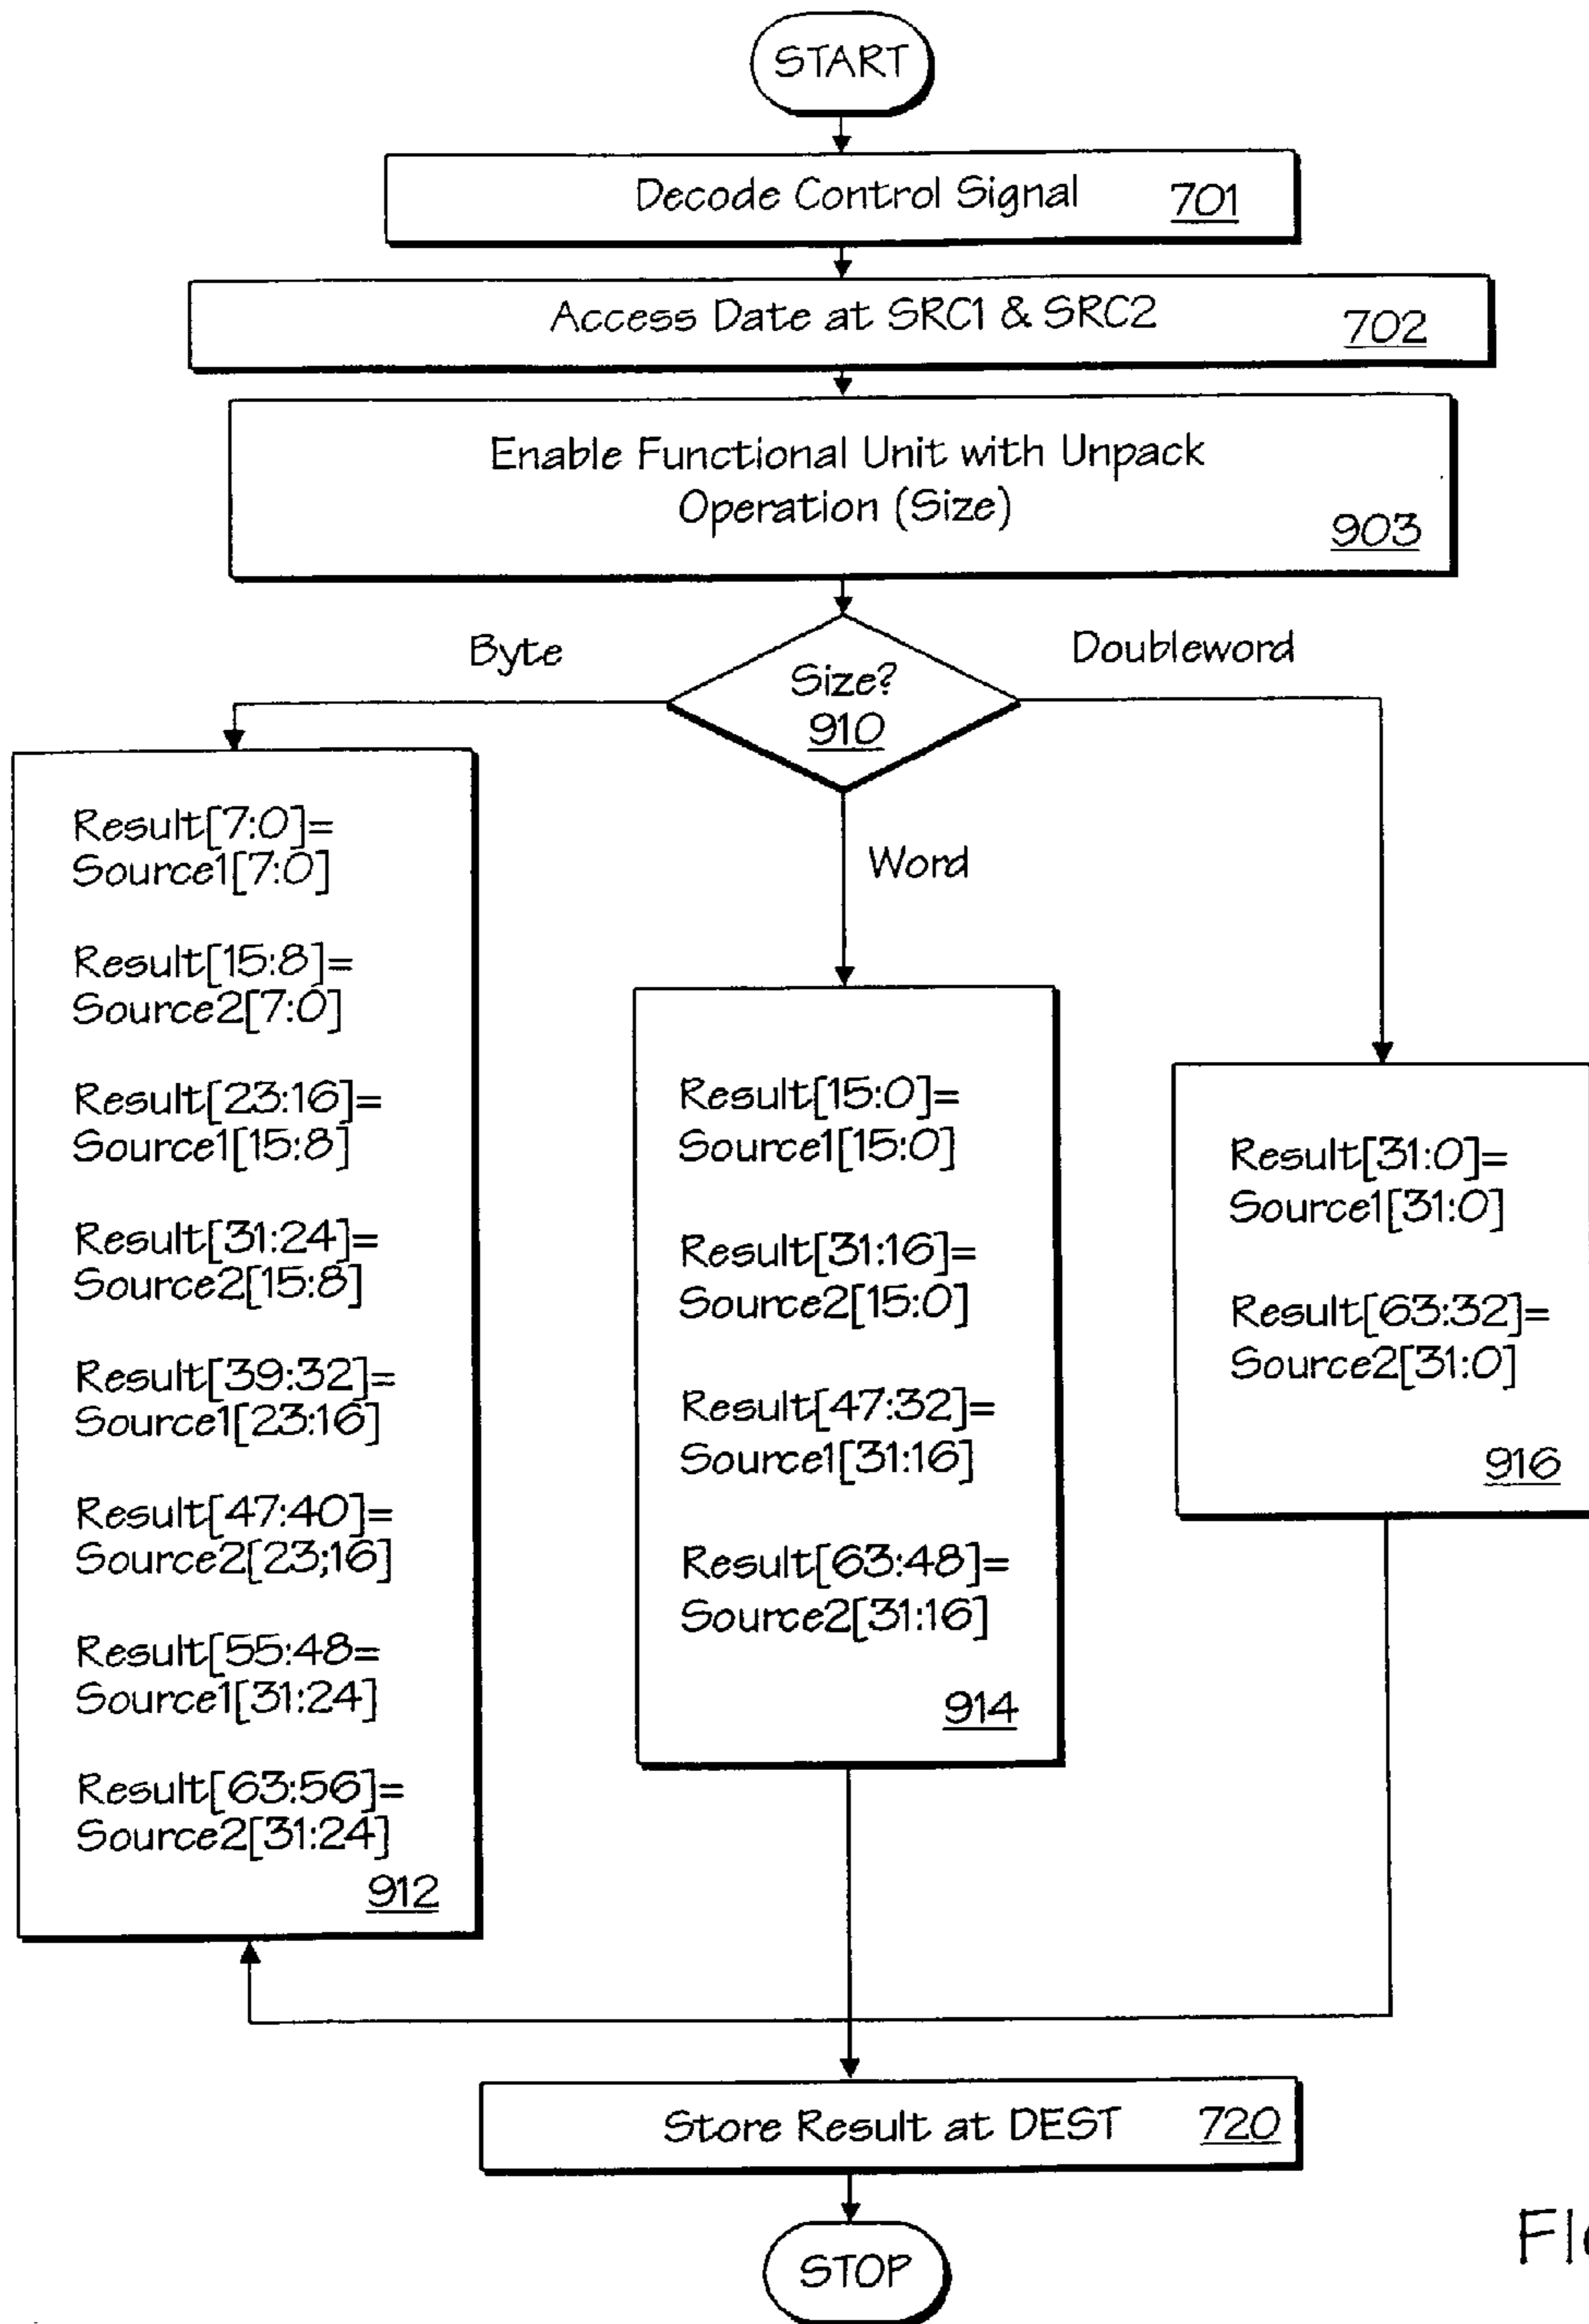 START
Decode Control Signal 701
Access Date at SRC1 & SRC2 702
Enable Functional Unit with Unpack
Operation (Size)
903
Byte
Doubleword
Size?
910
Word
Result[7:0]=
Source1[7:0]
Result[15:8]=
Source2[7:0]
Result[23:16]=
Source1[15:8]
Result[31:24]=
Source2[15:8]
Result[39:32]=
Source1[23:16]
Result[47:40]=
Source2[23;16]
Result[55:48=
Source1[31:24]
Result[63:56]=
Source2[31:24]
912
Result[15:0]=
Source1[15:0]
Result[31:16]=
Source2[15:0]
Result[47:32]=
Source1[31:16]
Result[63:48]=
Source2[31:16]
914
Result[31:0]=
Source1[31:0]
Result[63:32]=
Source2[31:0]
916
Store Result at DEST 720
STOP